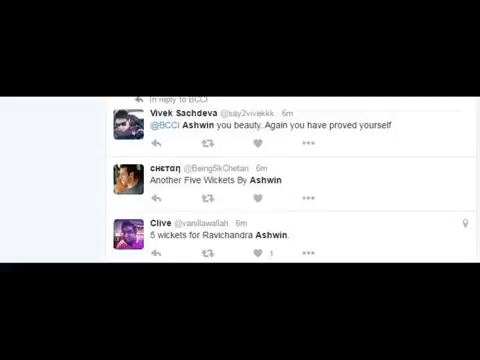 In reply to BCCI
Vivek Sachdeva @say2vivekkk 6m
@BCCI Ashwin you beauty..Again you have proved yourself
cнєтαη @BeingSkChetan 6m
Another Five Wickets By Ashwin
Clive @vanillawallah 6m
5 wickets for Ravichandra Ashwin.
1